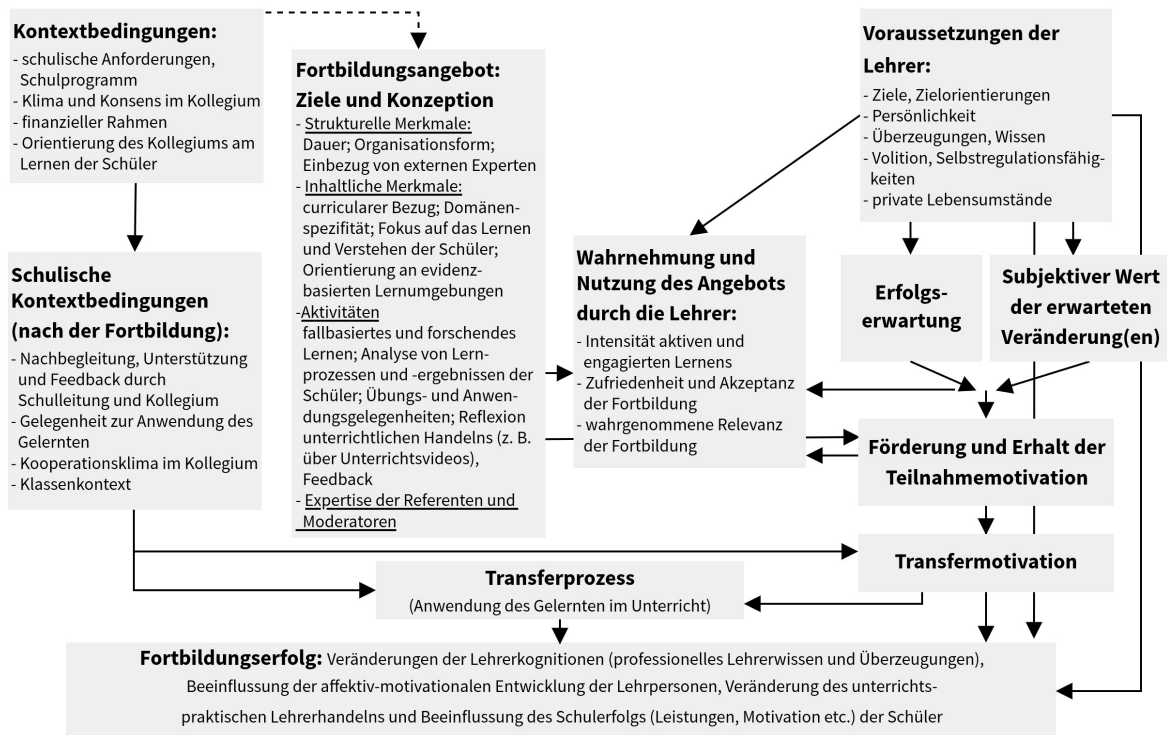 Kontextbedingungen:
- schulische Anforderungen,
Schulprogramm
- Klima und Konsens im Kollegium
- finanzieller Rahmen
- Orientierung des Kollegiums am
Lernen der Schüler
Schulische
Kontextbedingungen
(nach der Fortbildung):
- Nachbegleitung, Unterstützung
und Feedback durch
Schulleitung und Kollegium
- Gelegenheit zur Anwendung des
Gelernten
- Kooperationsklima im Kollegium
- Klassenkontext
Fortbildungsangebot:
Ziele und Konzeption
- Strukturelle Merkmale:
Dauer; Organisationsform;
Einbezug von externen Experten
- Inhaltliche Merkmale:
curricularer Bezug; Domänen-
spezifität; Fokus auf das Lernen
und Verstehen der Schüler;
Orientierung an evidenz-
basierten Lernumgebungen
-Aktivitäten
fallbasiertes und forschendes
Lernen; Analyse von Lern-
prozessen und -ergebnissen der
Schüler; Übungs- und Anwen-
dungsgelegenheiten; Reflexion
unterrichtlichen Handelns (z. B.
über Unterrichtsvideos),
Feedback
- Expertise der Referenten und
Moderatoren
Wahrnehmung und
Nutzung des Angebots
durch die Lehrer:
- Intensität aktiven und
engagierten Lernens
- Zufriedenheit und Akzeptanz
der Fortbildung
- wahrgenommene Relevanz
der Fortbildung
Voraussetzungen der
Lehrer:
- Ziele, Zielorientierungen
- Persönlichkeit
- Überzeugungen, Wissen
- Volition, Selbstregulationsfähig-
keiten
- private Lebensumstände
Erfolgs-
erwartung
Subjektiver Wert
der erwarteten
Veränderung(en)
Förderung und Erhalt der
Teilnahmemotivation
Transfermotivation
Transferprozess
(Anwendung des Gelernten im Unterricht)
Fortbildungserfolg: Veränderungen der Lehrerkognitionen (professionelles Lehrerwissen und Überzeugungen),
Beeinflussung der affektiv-motivationalen Entwicklung der Lehrpersonen, Veränderung des unterrichts-
praktischen Lehrerhandelns und Beeinflussung des Schulerfolgs (Leistungen, Motivation etc.) der Schüler